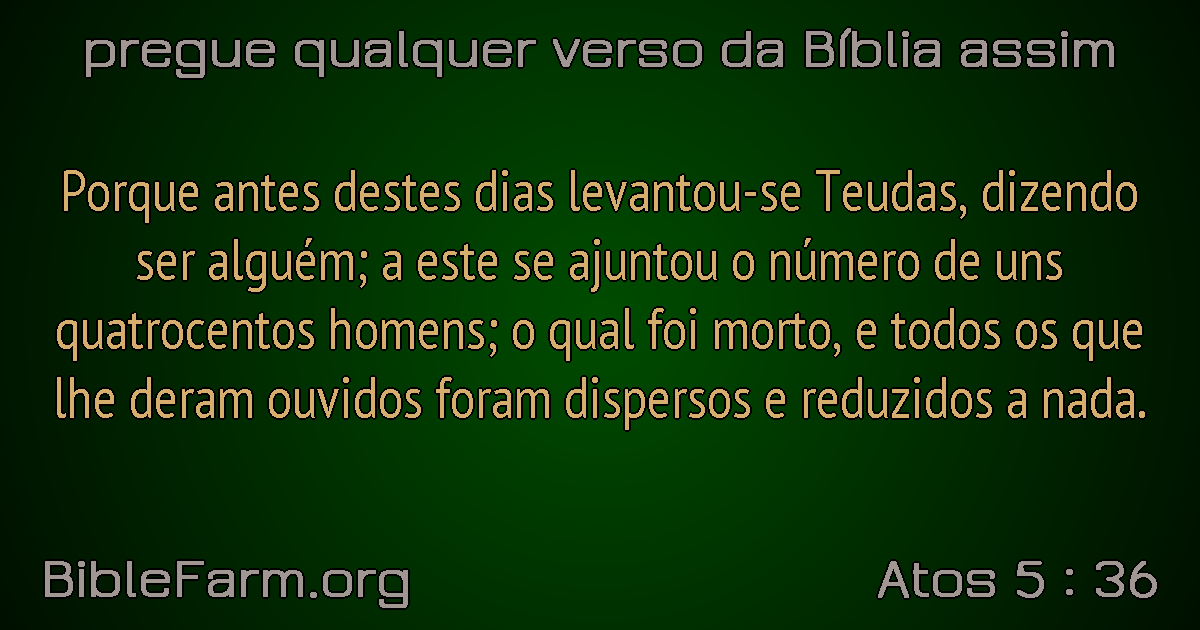 pregue qualquer verso da Bíblia assim
Porque antes destes dias levantou-se Teudas, dizendo
ser alguém; a este se ajuntou o número de uns
quatrocentos homens; o qual foi morto, e todos os que
lhe deram ouvidos foram dispersos e reduzidos a nada.
BibleFarm.org
Atos 5 : 36